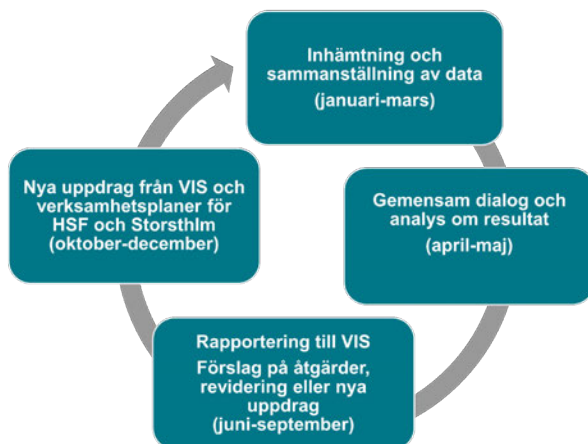 Inhämtning och
sammanställning av data
(januari-mars)
Gemensam dialog och
analys om resultat
(april-maj)
Rapportering till VIS
Förslag på åtgärder,
revidering eller nya
uppdrag
(juni-september)
Nya uppdrag från VIS och
verksamhetsplaner för
HSF och Storsthlm
(oktober-december)